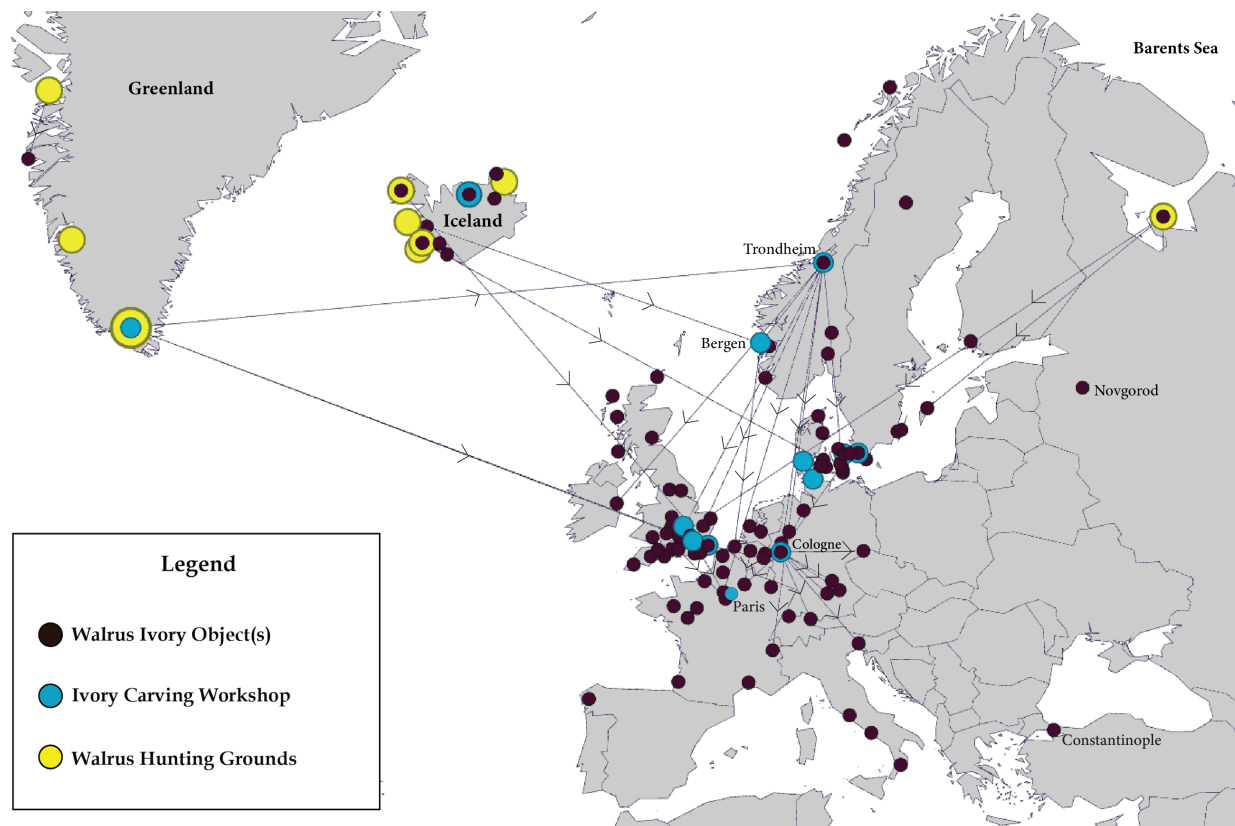 Barents Sea
Greenland
Iceland
Trondheim
Bergen
Novgorod
Cologne
Paris
Constantinople
Legend
Walrus Ivory Object(s)
Ivory Carving Workshop
Walrus Hunting Grounds